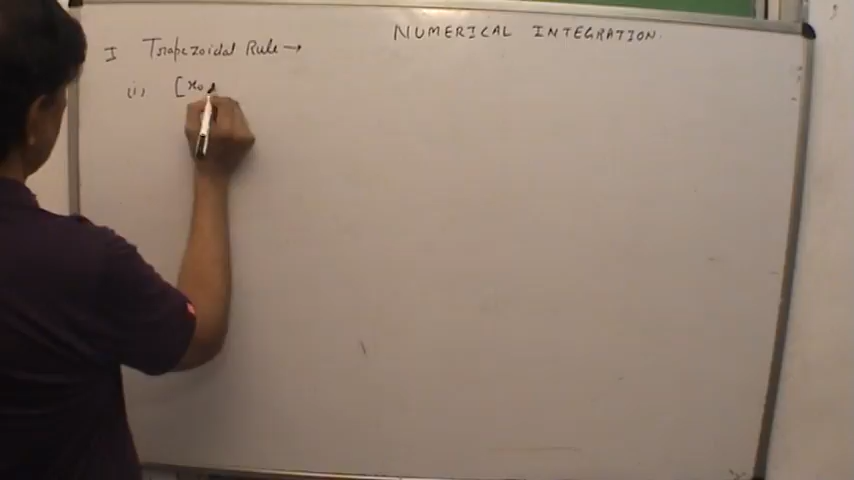 NUMERICAL INTEGRATION.
I Trapezoidal Rule →
(i) [x₀,